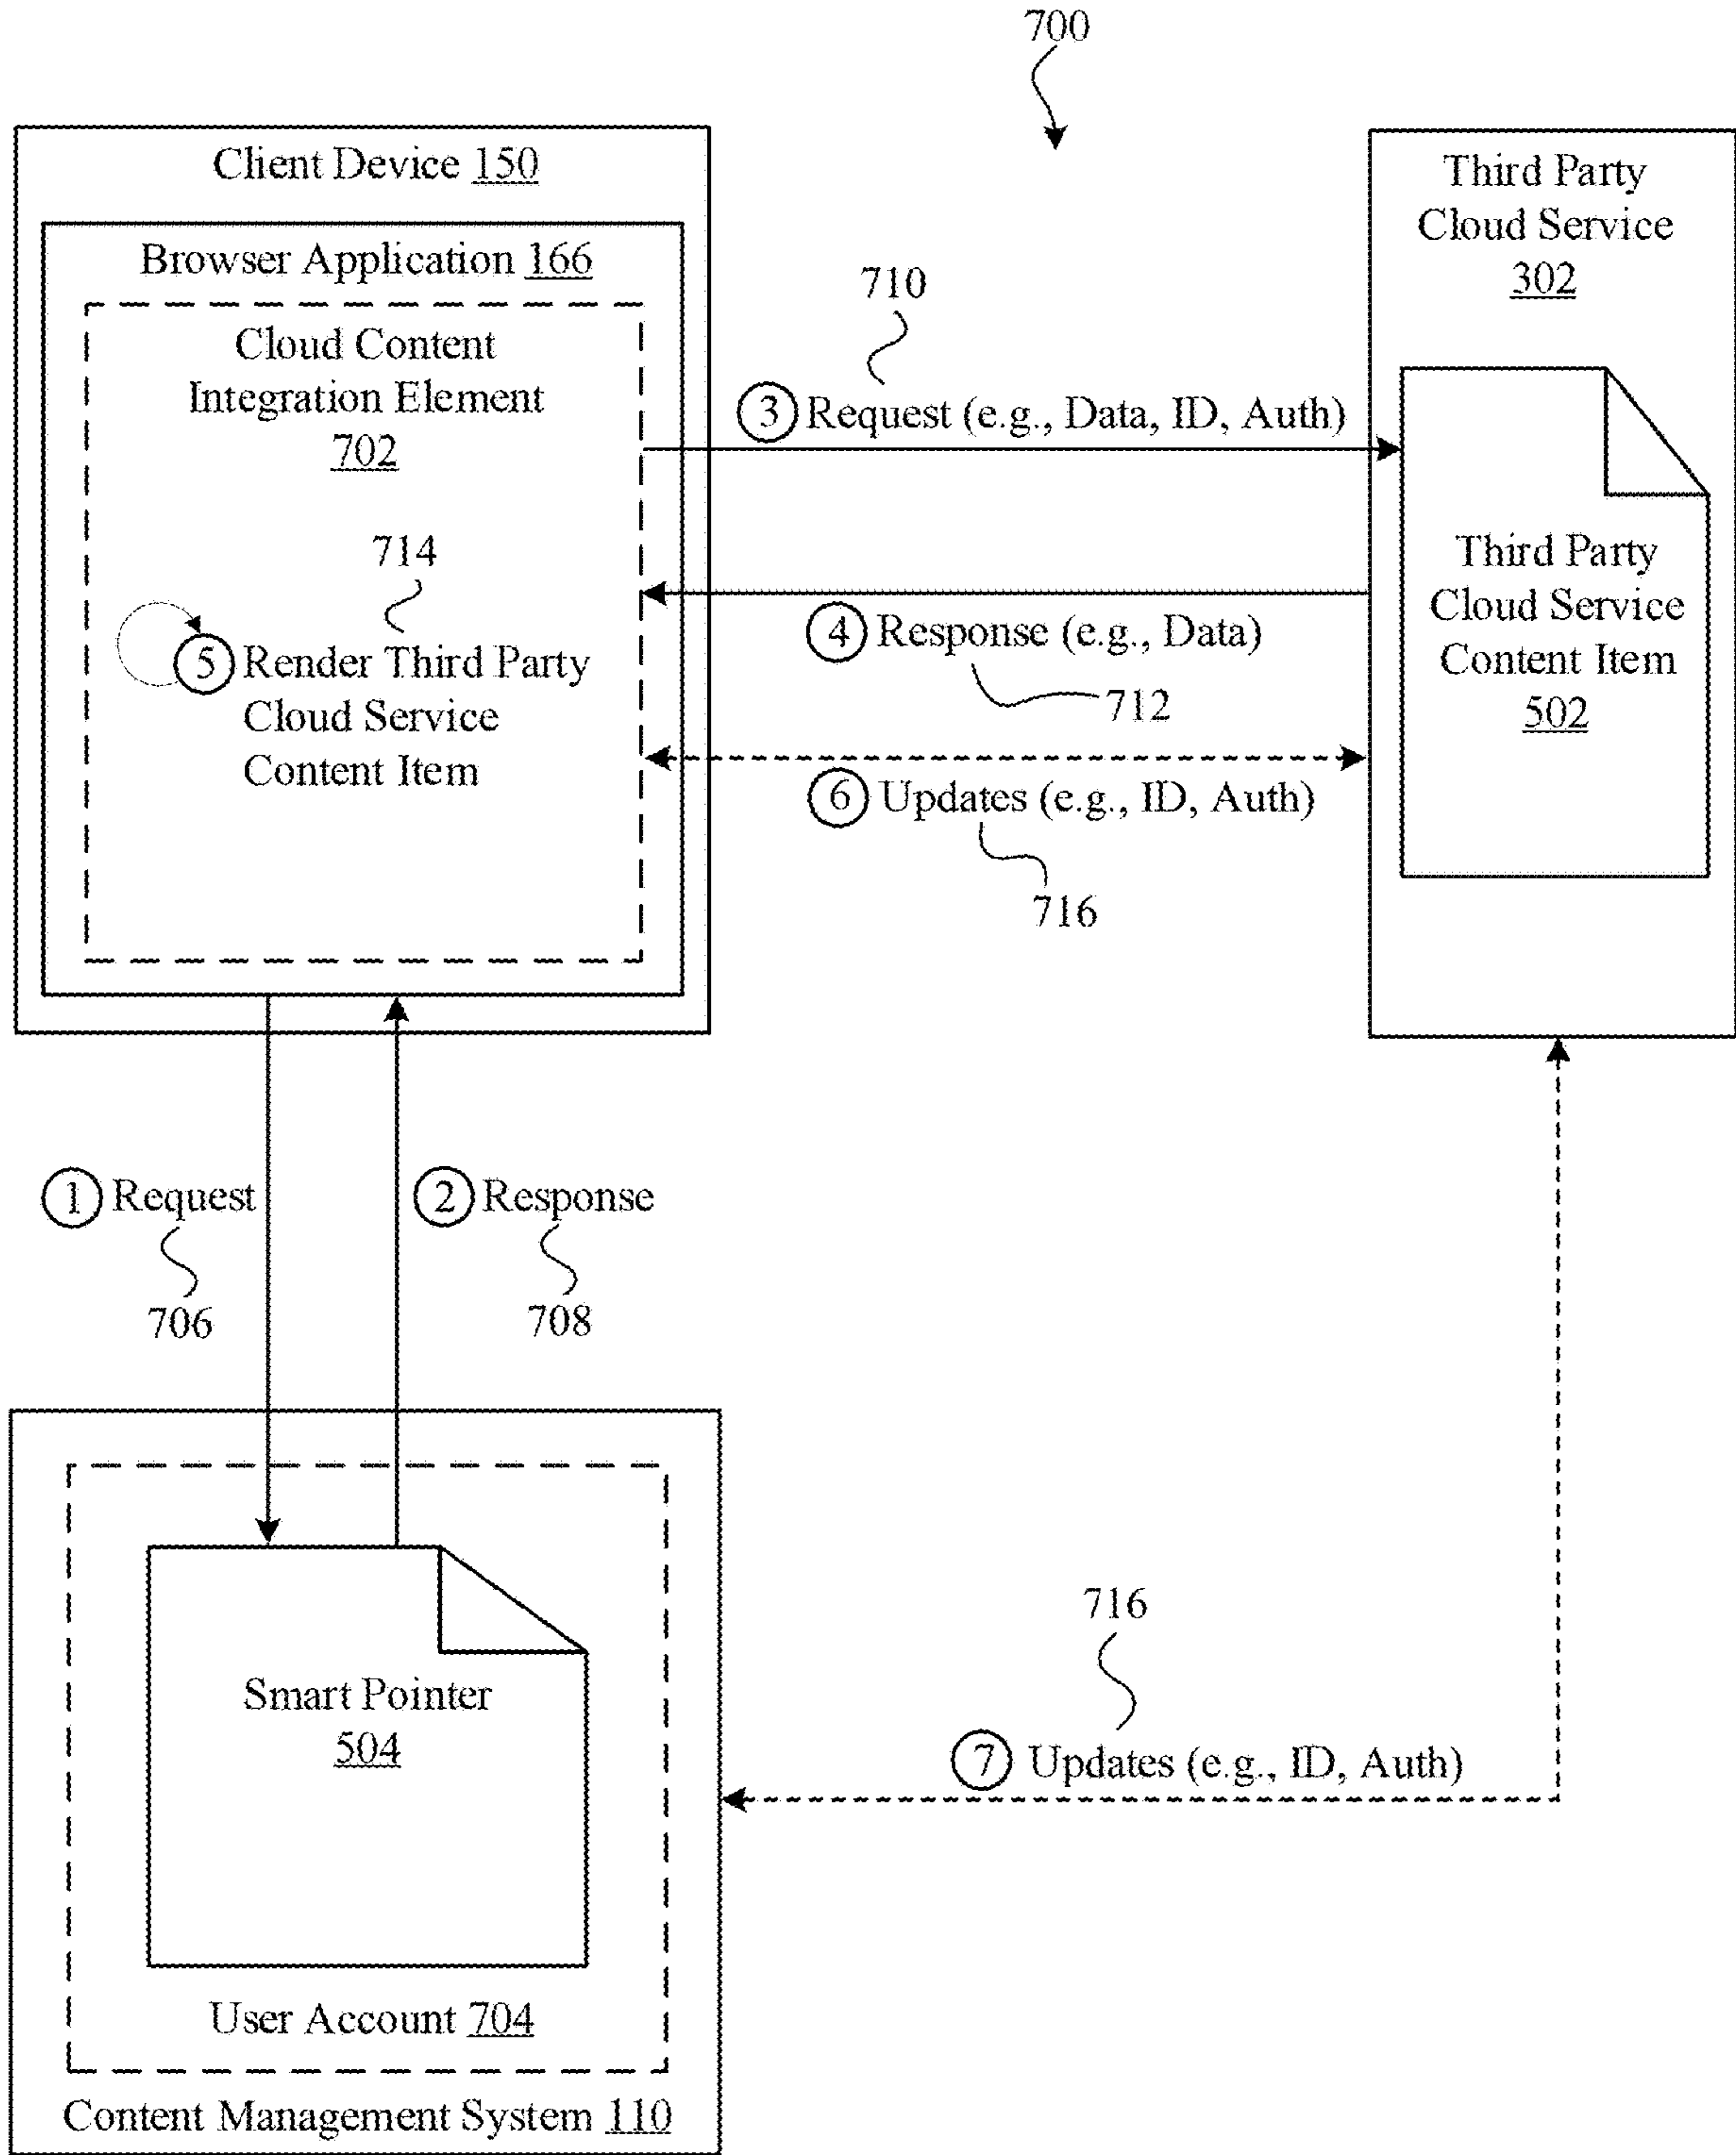 700
Client Device 150
Browser Application 166
Cloud Content
Integration Element
702
714
5 Render Third Party
Cloud Service
Content Item
710
3 Request (e.g., Data, ID, Auth)
4 Response (e.g., Data)
712
6 Updates (e.g., ID, Auth)
716
Third Party
Cloud Service
302
Third Party
Cloud Service
Content Item
502
1 Request
706
2 Response
708
Smart Pointer
504
User Account 704
Content Management System 110
716
7 Updates (e.g., ID, Auth)